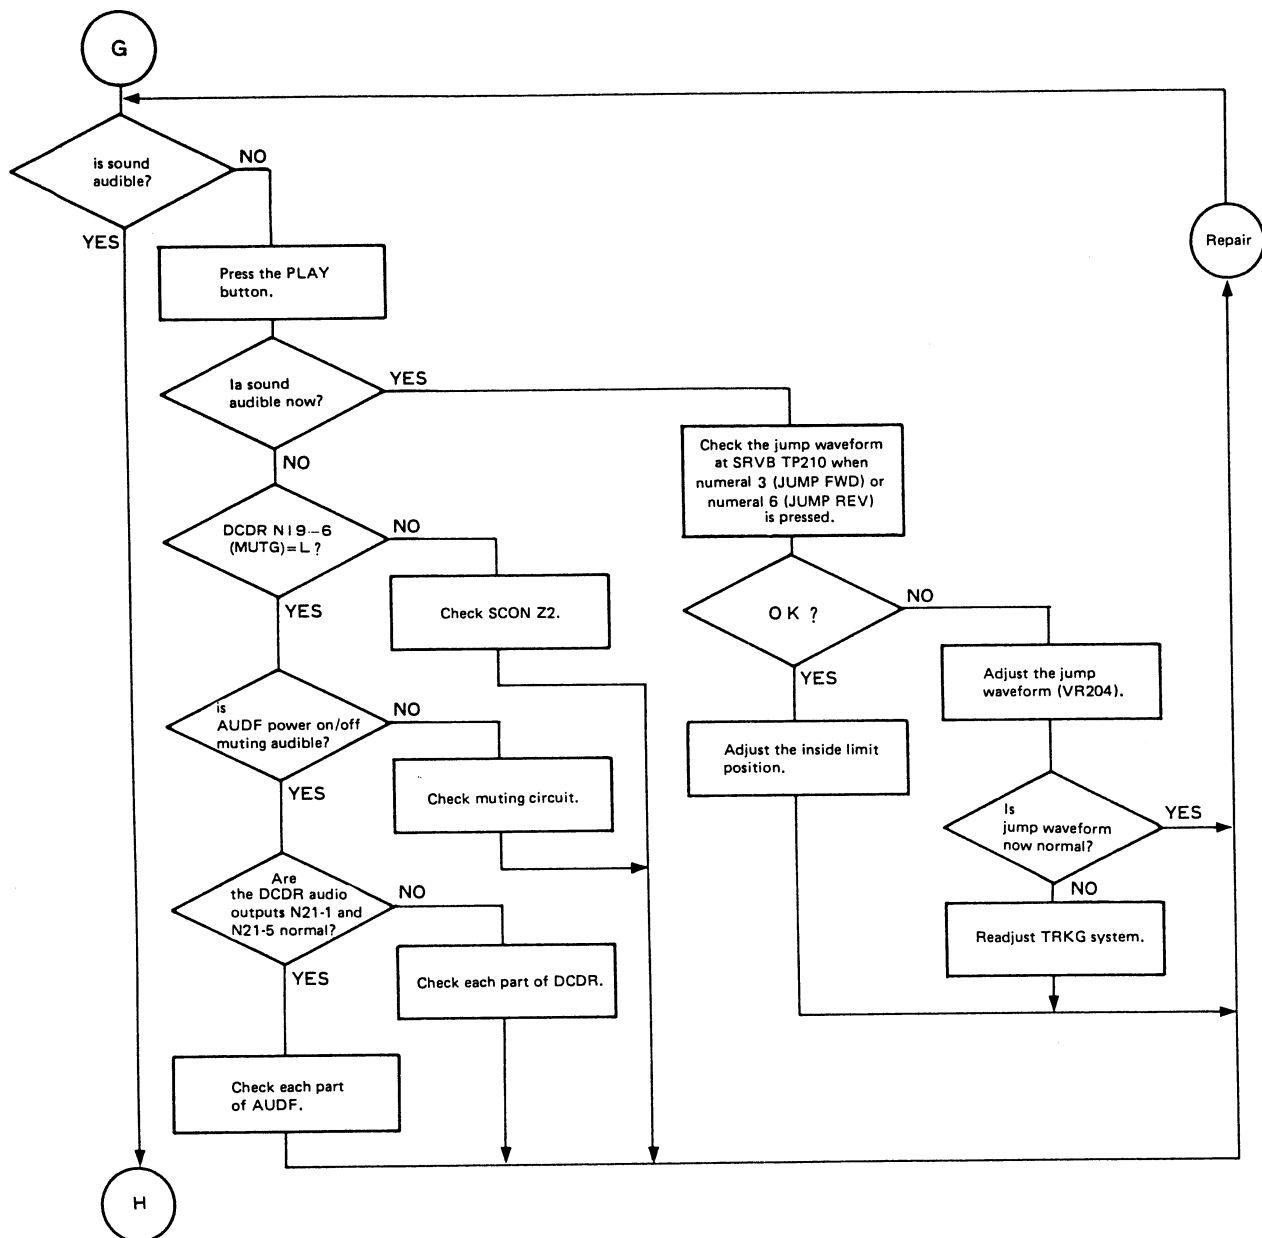 G
is sound
audible?
NO
YES
Repair
Press the PLAY
button.
Ia sound
audible now?
YES
NO
Check the jump waveform
at SRVB TP210 when
numeral 3 (JUMP FWD) or
numeral 6 (JUMP REV)
is pressed.
DCDR N19-6
(MUTG)=L?
NO
YES
Check SCON Z2.
OK?
NO
YES
Adjust the jump
waveform (VR204).
is
AUDF power on/off
muting audible?
NO
YES
Adjust the inside limit
position.
Check muting circuit.
Is
jump waveform
now normal?
YES
NO
Are
the DCDR audio
outputs N21-1 and
N21-5 normal?
NO
YES
Readjust TRKG system.
Check each part of DCDR.
Check each part
of AUDF.
H